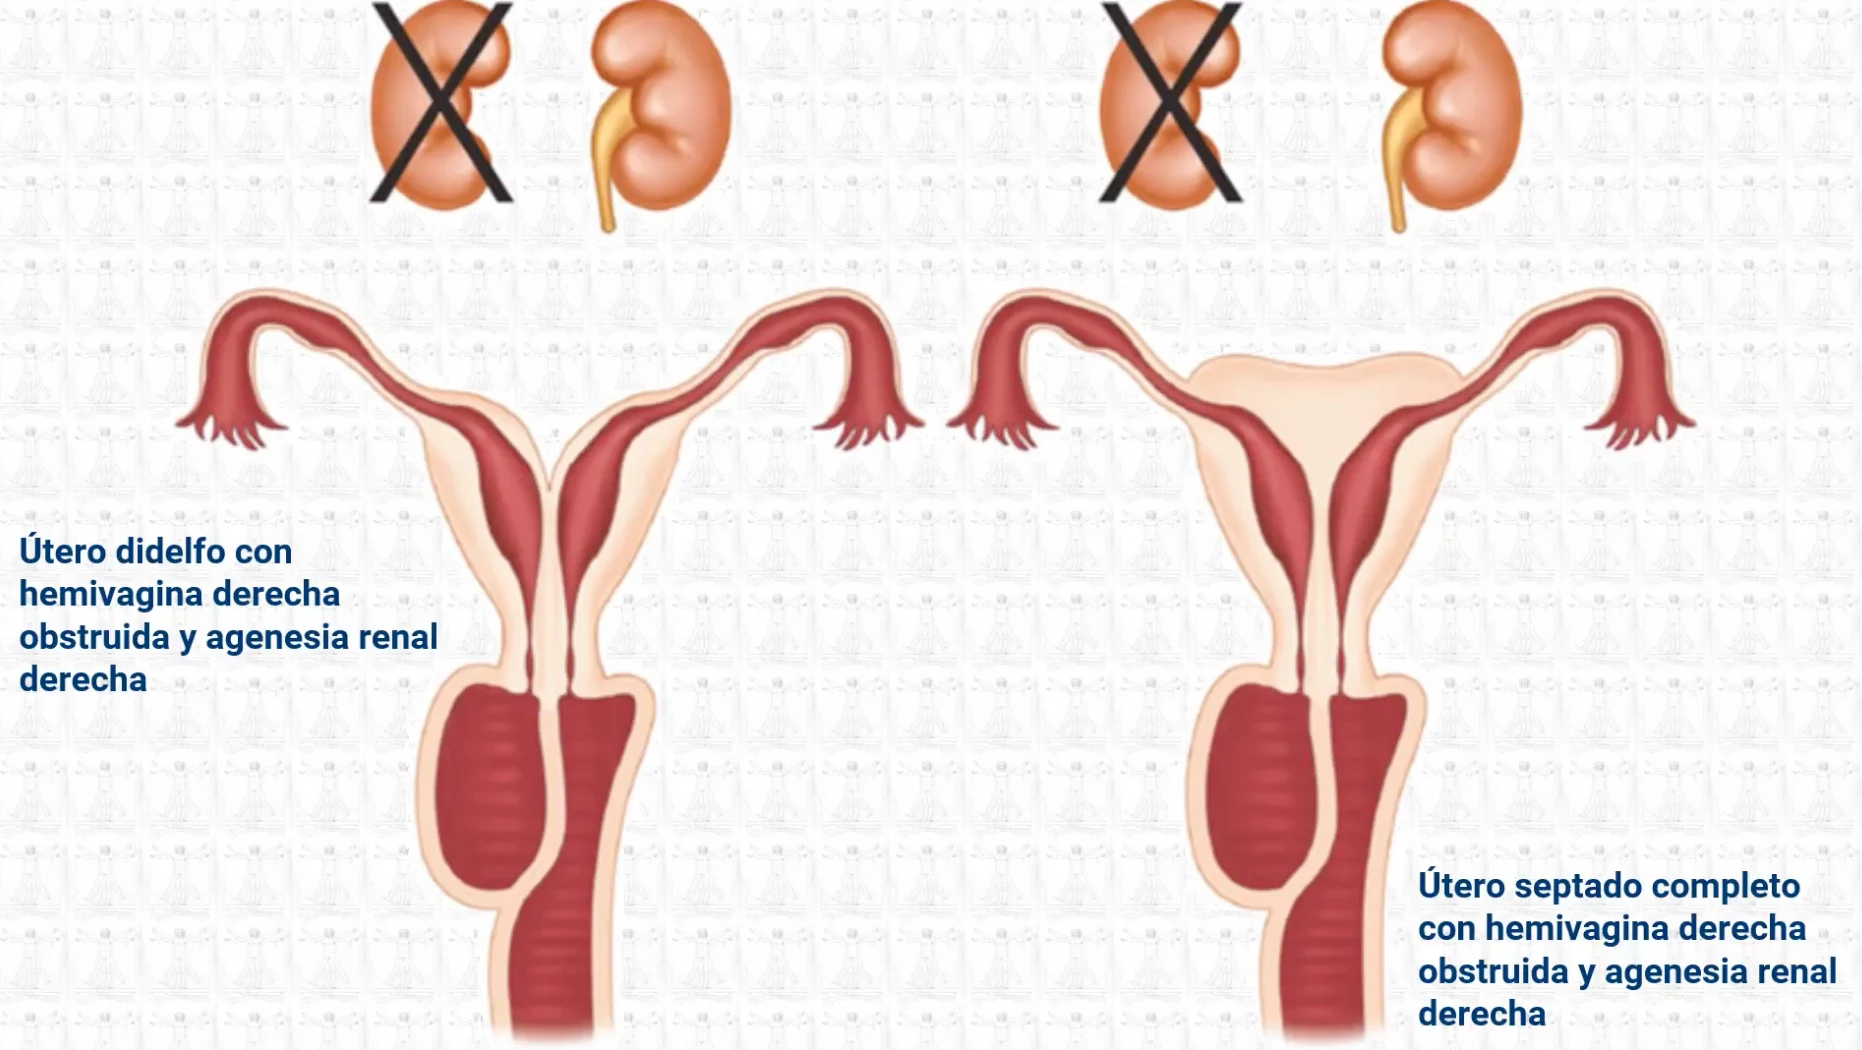 Útero didelfo con
hemivagina derecha
obstruida y agenesia renal
derecha
Útero septado completo
con hemivagina derecha
obstruida y agenesia renal
derecha